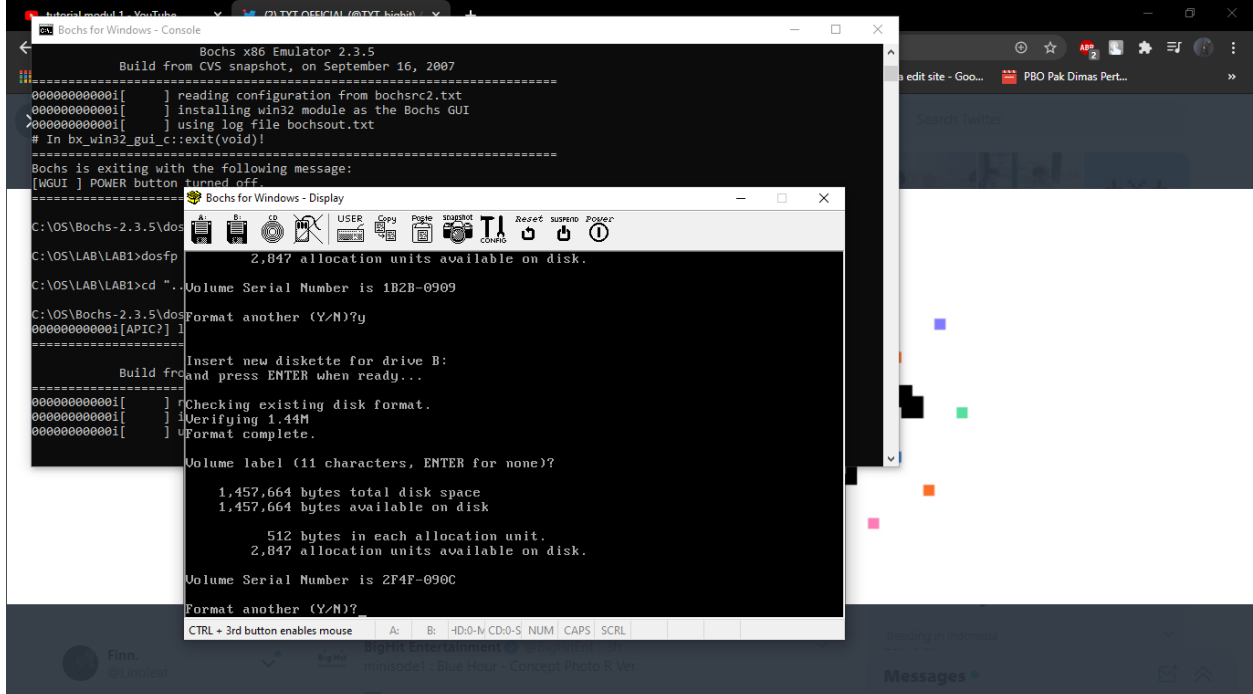 tutorial modul 1 - YouTube
(2) TXT OFFICIAL (@TXT_bighit) /
a edit site - Goo...
PBO Pak Dimas Pert...
»
Search Twitter
Bochs for Windows - Console
Bochs x86 Emulator 2.3.5
Build from CVS snapshot, on September 16, 2007
========================================================================
00000000000i[     ] reading configuration from bochsrc2.txt
00000000000i[     ] installing win32 module as the Bochs GUI
00000000000i[     ] using log file bochsout.txt
# In bx_win32_gui_c::exit(void)!
========================================================================
Bochs is exiting with the following message:
[WGUI ] POWER button turned off.
C:\OS\Bochs-2.3.5\dos
C:\OS\LAB\LAB1>dosfp
C:\OS\LAB\LAB1>cd "..
C:\OS\Bochs-2.3.5\dos
00000000000i[APIC?] l
Build fro
00000000000i[     ] r
00000000000i[     ] i
00000000000i[     ] u
Bochs for Windows - Display
A: B: CD USER Copy Paste snapshot CONFIG Reset SUSPEND Power
2,847 allocation units available on disk.
Volume Serial Number is 1B2B-0909
Format another (Y/N)?y
Insert new diskette for drive B:
and press ENTER when ready...
Checking existing disk format.
Verifying 1.44M
Format complete.
Volume label (11 characters, ENTER for none)?
1,457,664 bytes total disk space
1,457,664 bytes available on disk
512 bytes in each allocation unit.
2,847 allocation units available on disk.
Volume Serial Number is 2F4F-090C
Format another (Y/N)?_
CTRL + 3rd button enables mouse A: B: HD:0-M CD:0-S NUM CAPS SCRL
Trending in Indonesia
Finn.
@Linoleati
BigHit Entertainment
minisode1 : Blue Hour - Concept Photo R Ver.
Messages